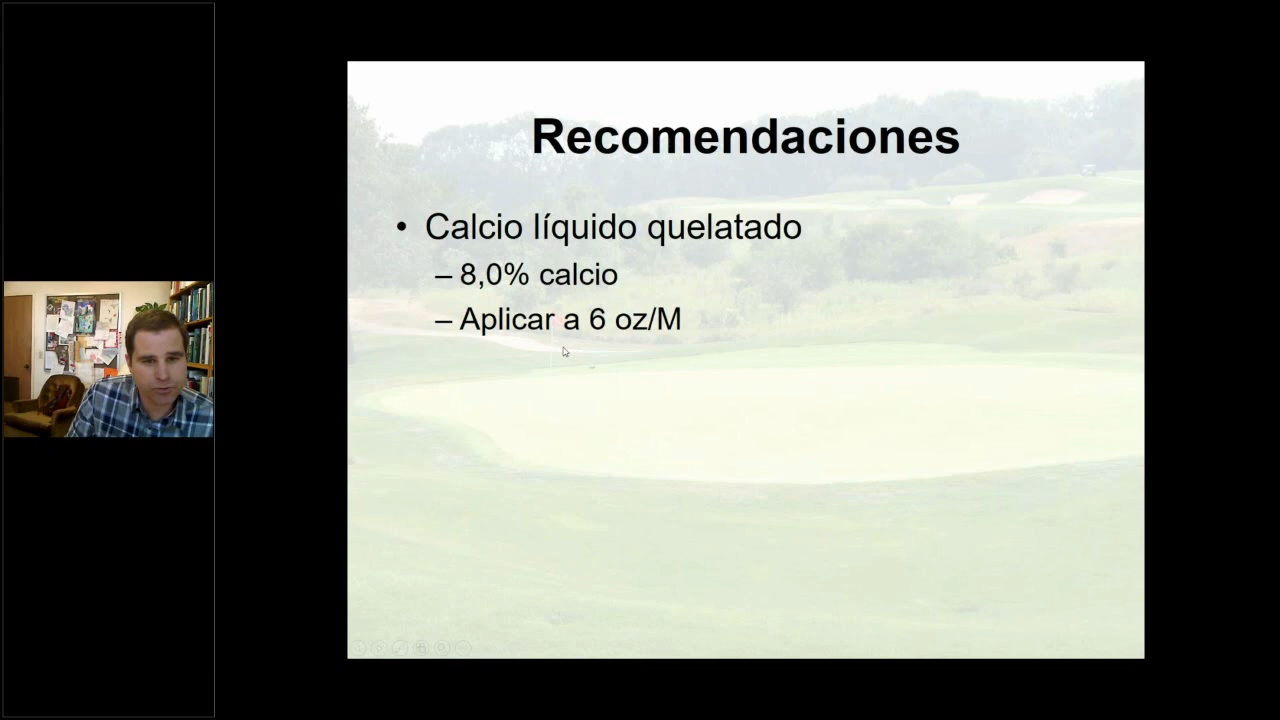 Recomendaciones
• Calcio líquido quelatado
– 8,0% calcio
– Aplicar a 6 oz/M